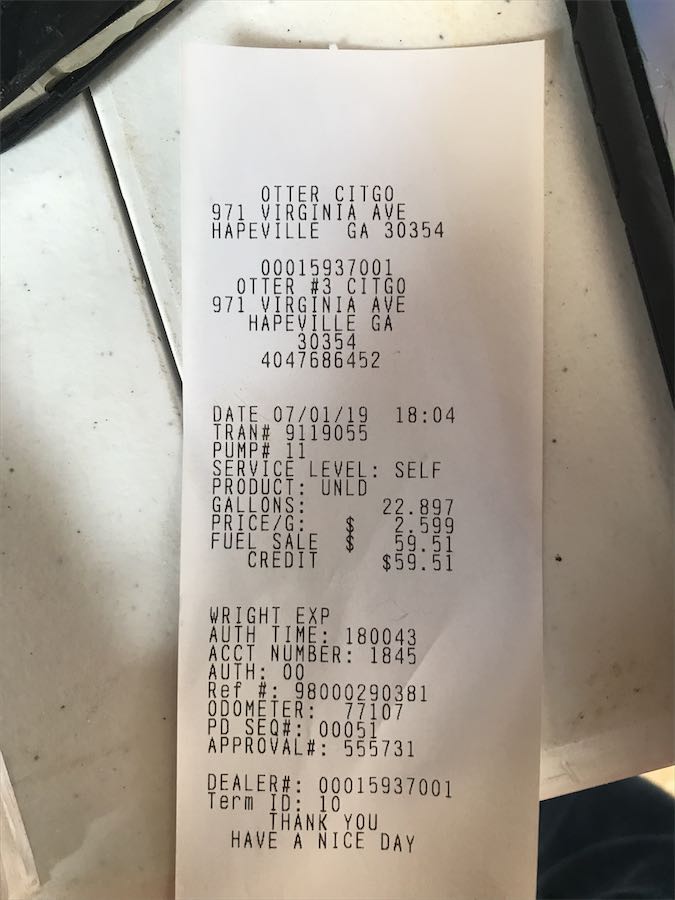 OTTER CITGO
971 VIRGINIA AVE
HAPEVILLE GA 30354
00015937001
OTTER #3 CITGO
971 VIRGINIA AVE
HAPEVILLE GA
30354
4047686452
DATE 07/01/19 18:04
TRAN# 9119055
PUMP# 11
SERVICE LEVEL: SELF
PRODUCT: UNLD
GALLONS: 22.897
PRICE/G: $ 2.599
FUEL SALE $ 59.51
CREDIT $59.51
WRIGHT EXP
AUTH TIME: 180043
ACCT NUMBER: 1845
AUTH: 00
Ref #: 98000290381
ODOMETER: 77107
PD SEQ#: 00051
APPROVAL#: 555731
DEALER#: 00015937001
Term ID: 10
THANK YOU
HAVE A NICE DAY